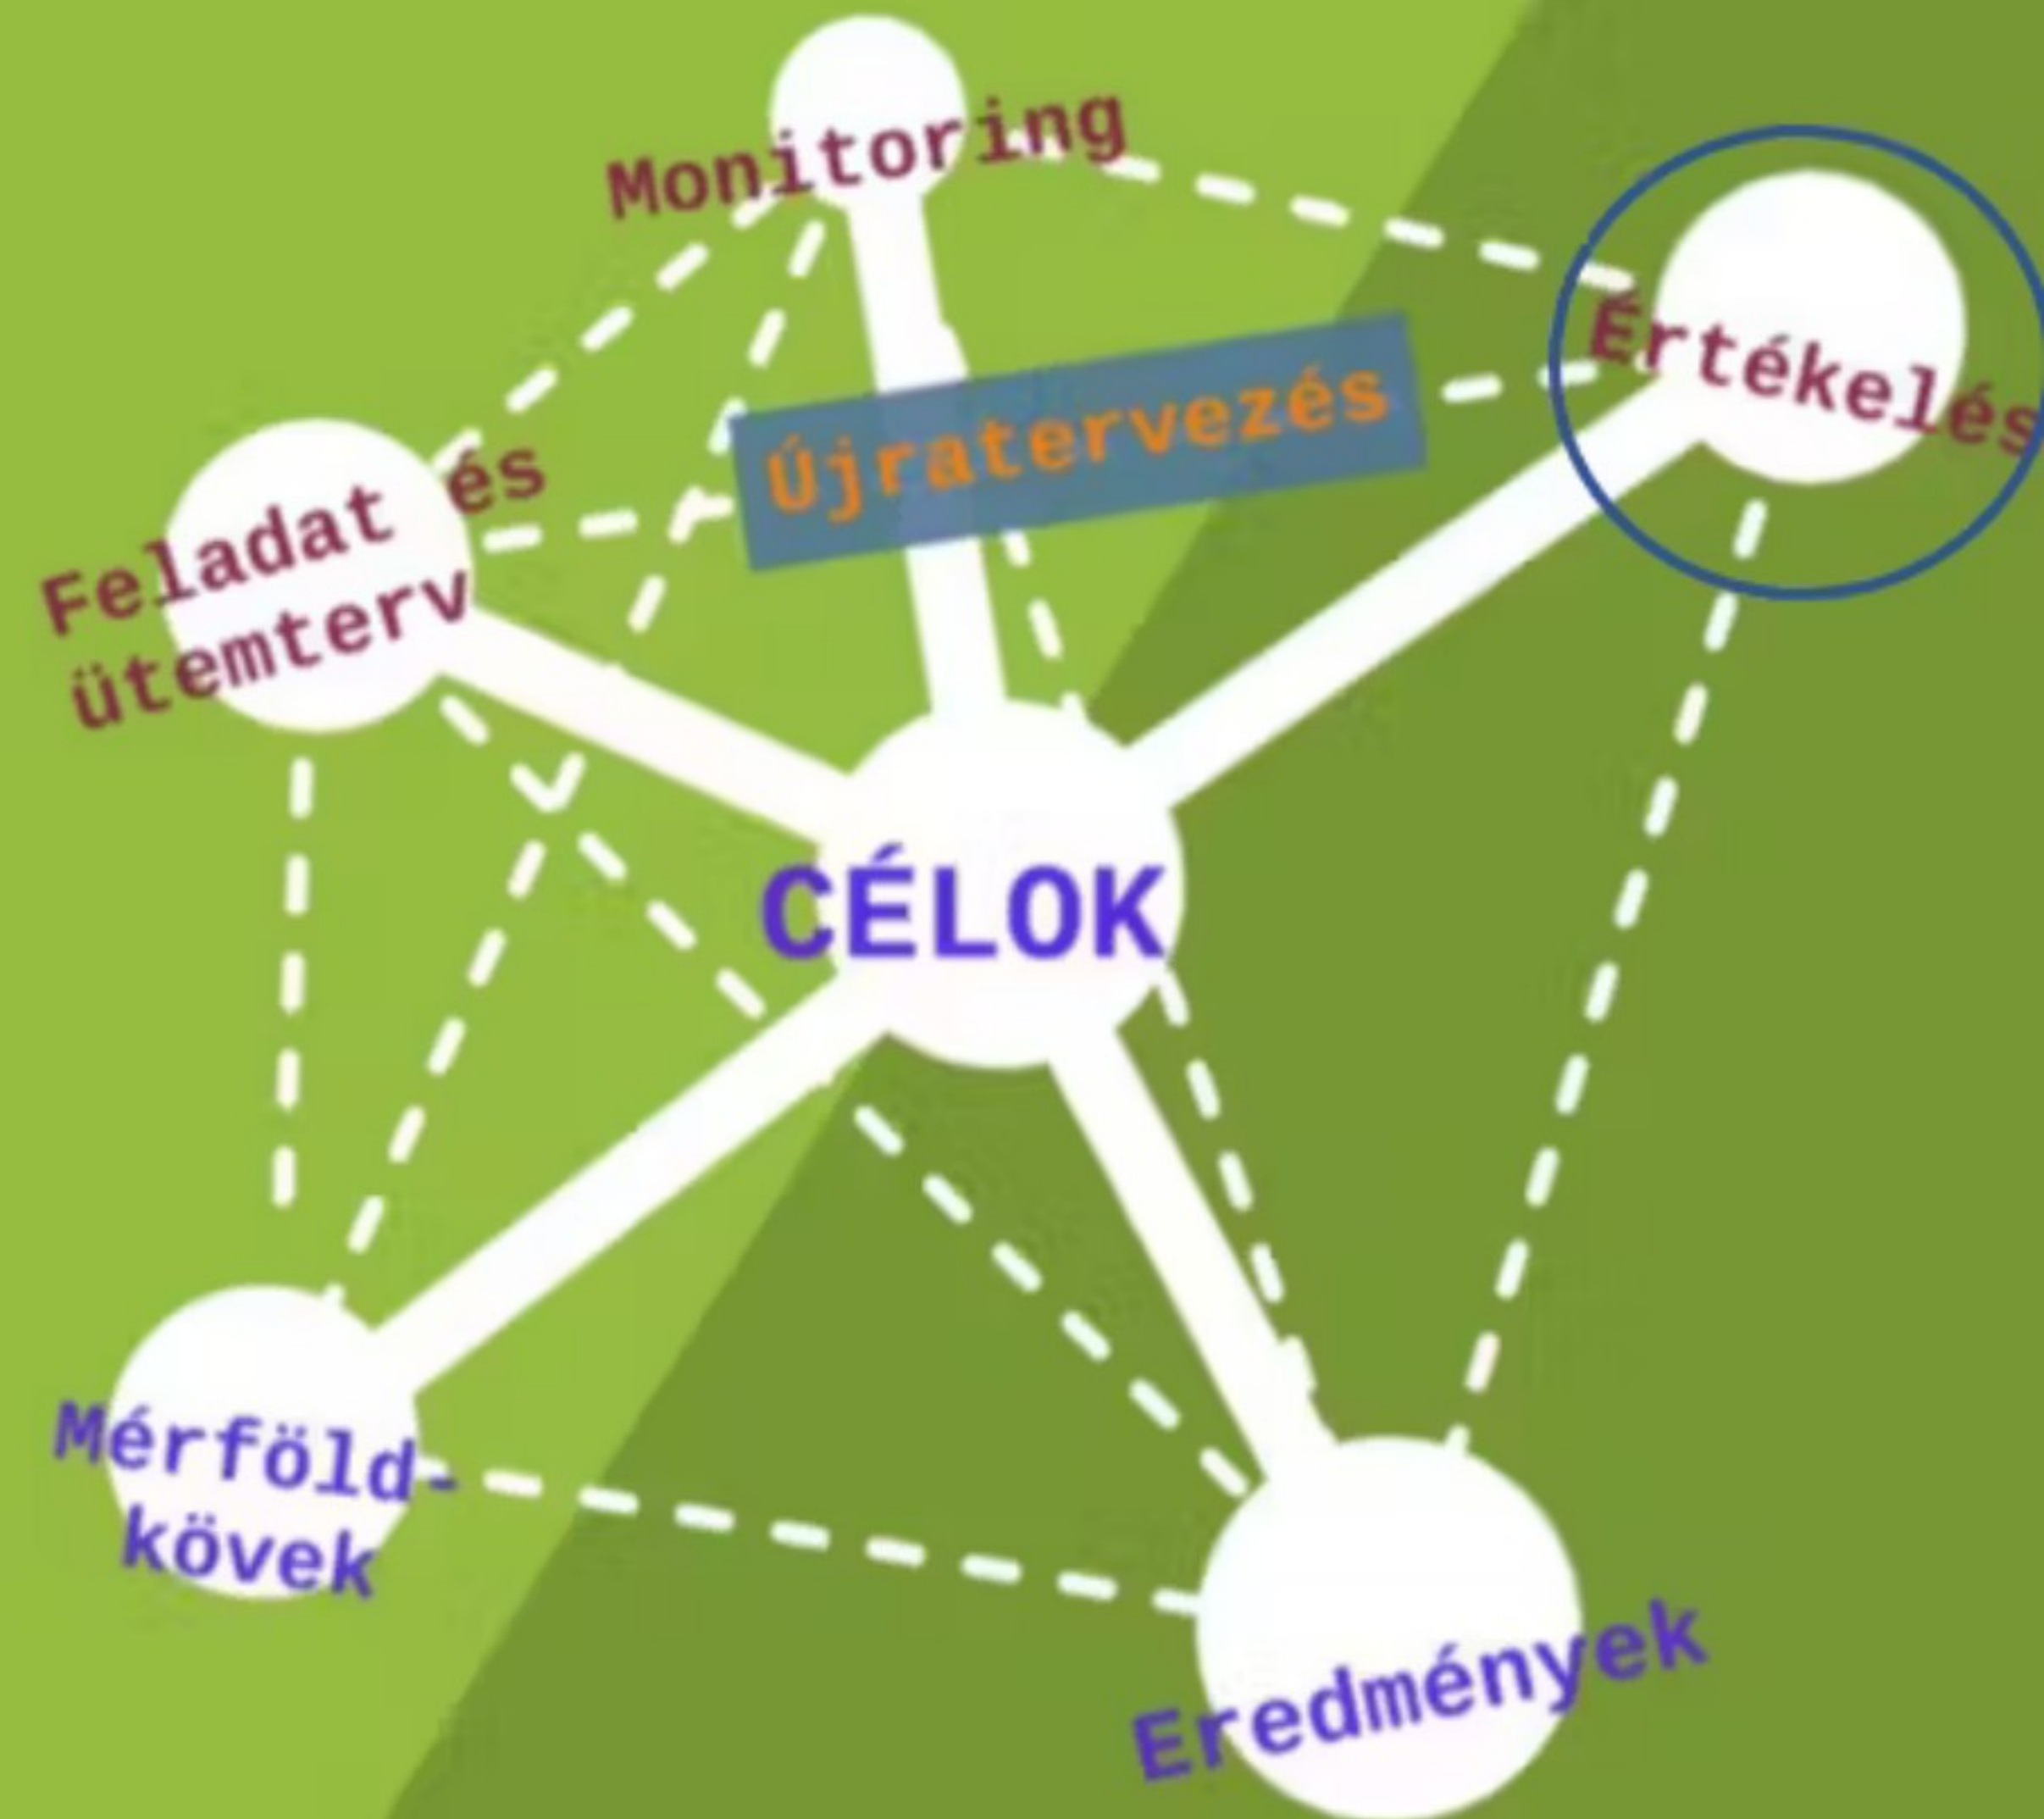 Monitoring
Értékelés
Újratervezés
Feladat és
ütemterv
CÉLOK
Mérföld-
kövek
Eredmények